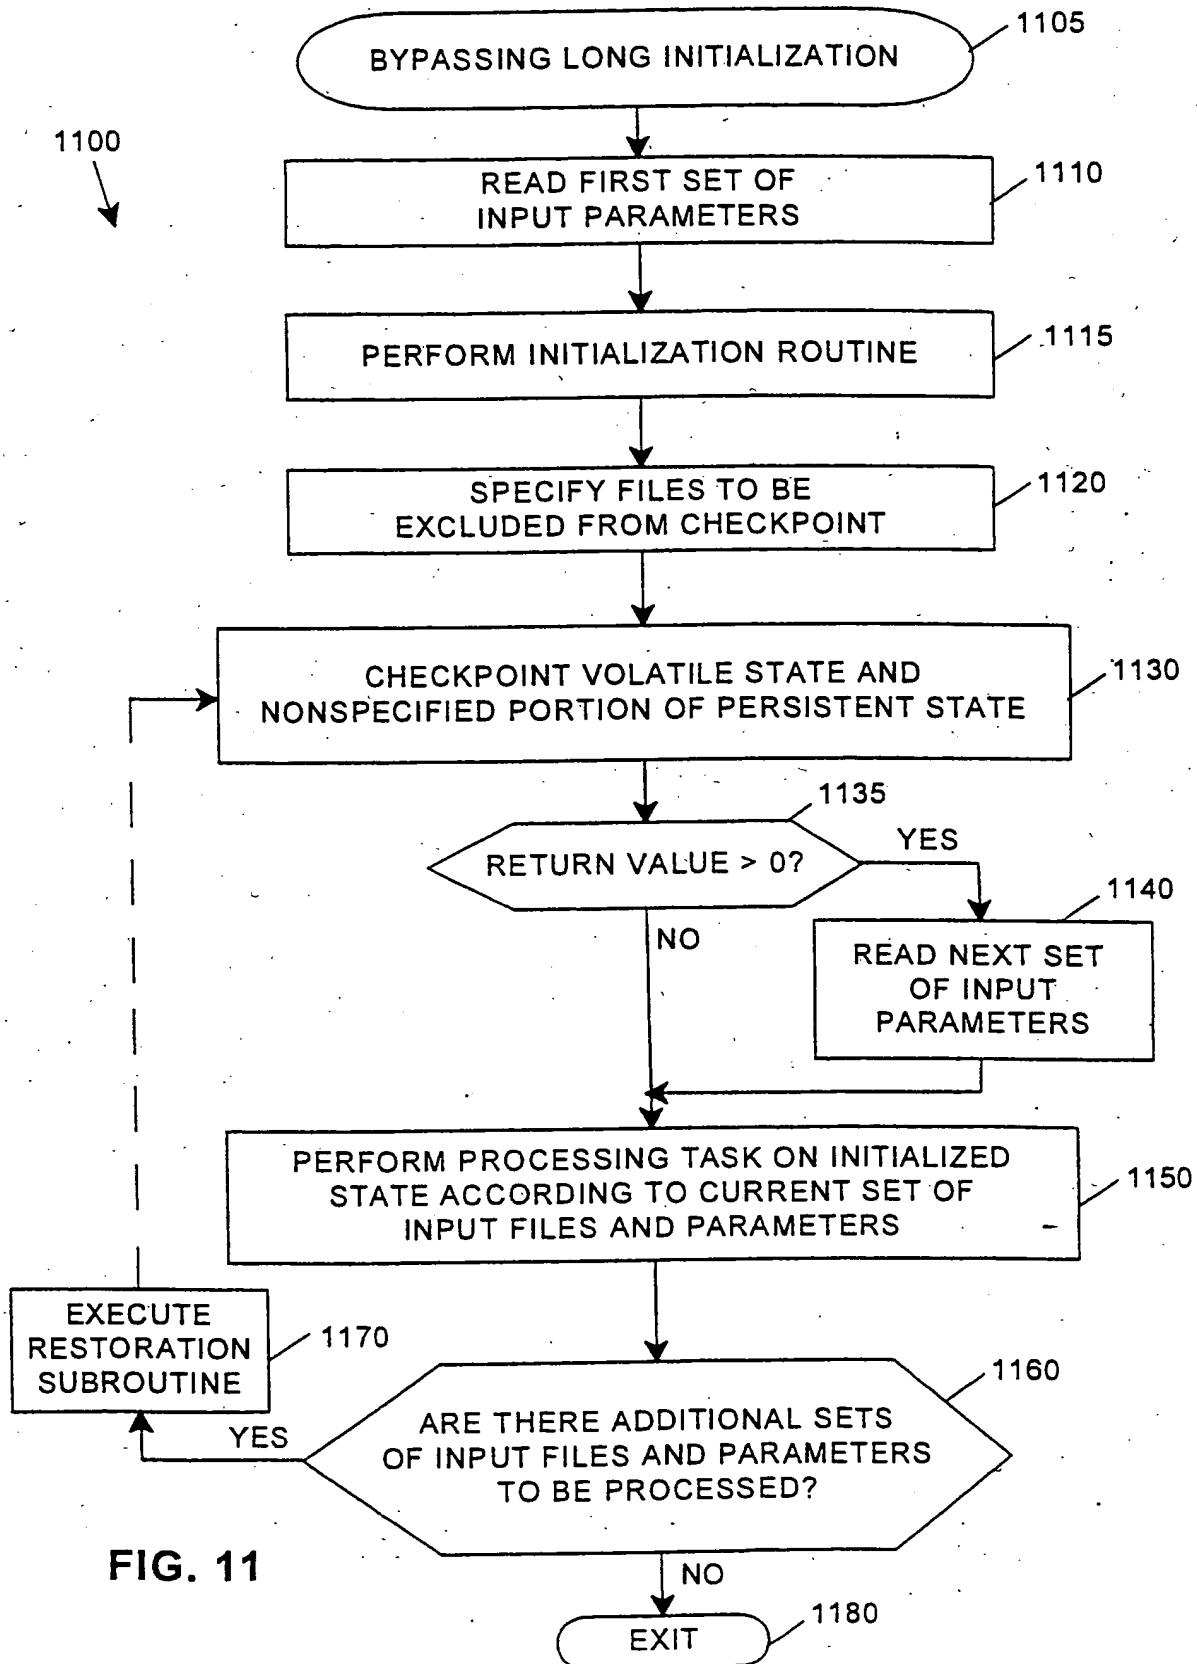 1105
BYPASSING LONG INITIALIZATION
1100
1110
READ FIRST SET OF
INPUT PARAMETERS
1115
PERFORM INITIALIZATION ROUTINE
1120
SPECIFY FILES TO BE
EXCLUDED FROM CHECKPOINT
1130
CHECKPOINT VOLATILE STATE AND
NONSPECIFIED PORTION OF PERSISTENT STATE
1135
RETURN VALUE > 0?
YES
NO
1140
READ NEXT SET
OF INPUT
PARAMETERS
1150
PERFORM PROCESSING TASK ON INITIALIZED
STATE ACCORDING TO CURRENT SET OF
INPUT FILES AND PARAMETERS
EXECUTE
RESTORATION
SUBROUTINE
1170
1160
ARE THERE ADDITIONAL SETS
OF INPUT FILES AND PARAMETERS
TO BE PROCESSED?
YES
NO
FIG. 11
1180
EXIT